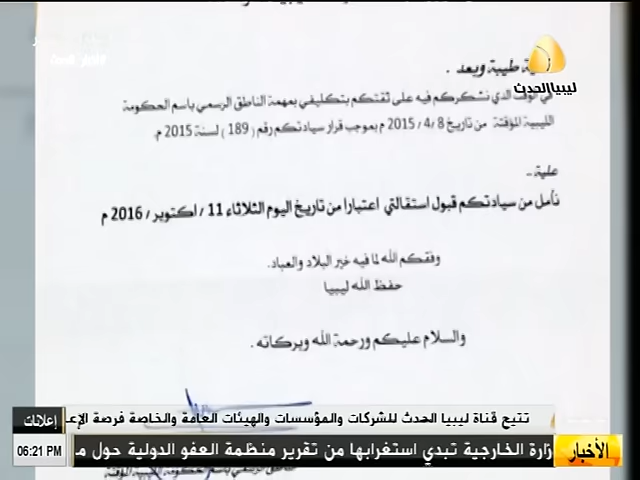 تحية طيبة وبعد .
ليبيا الحدث
في الوقت الذي نشكركم فيه على ثقتكم بتكليفي بمهمة الناطق الرسمي باسم الحكومة
الليبية المؤقتة من تاريخ 8/ 4/ 2015 م بموجب قرار سيادتكم رقم ( 189 ) لسنة 2015 م.
علية ..
نأمل من سيادتكم قبول استقالتي اعتبارا من تاريخ اليوم الثلاثاء 11 / اكتوبر / 2016 م
وفقكم الله لما فيه خير البلاد والعباد.
حفظ الله ليبيا
والسلام عليكم ورحمة الله وبركاته .
إعلانات
تتيح قناة ليبيا الحدث للشركات والمؤسسات والهيئات العامة والخاصة فرصة الإع
06:21 PM
زارة الخارجية تبدي استغرابها من تقرير منظمة العفو الدولية حول م
الأخبار